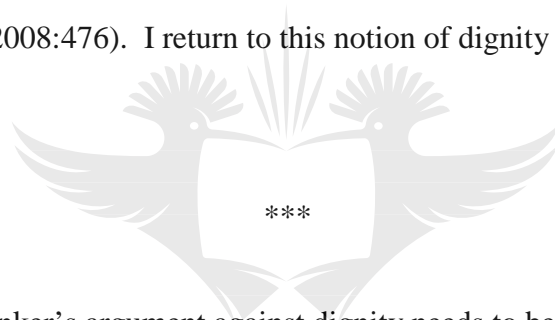 2008:476). I return to this notion of dignity
***
nker's argument against dignity needs to be